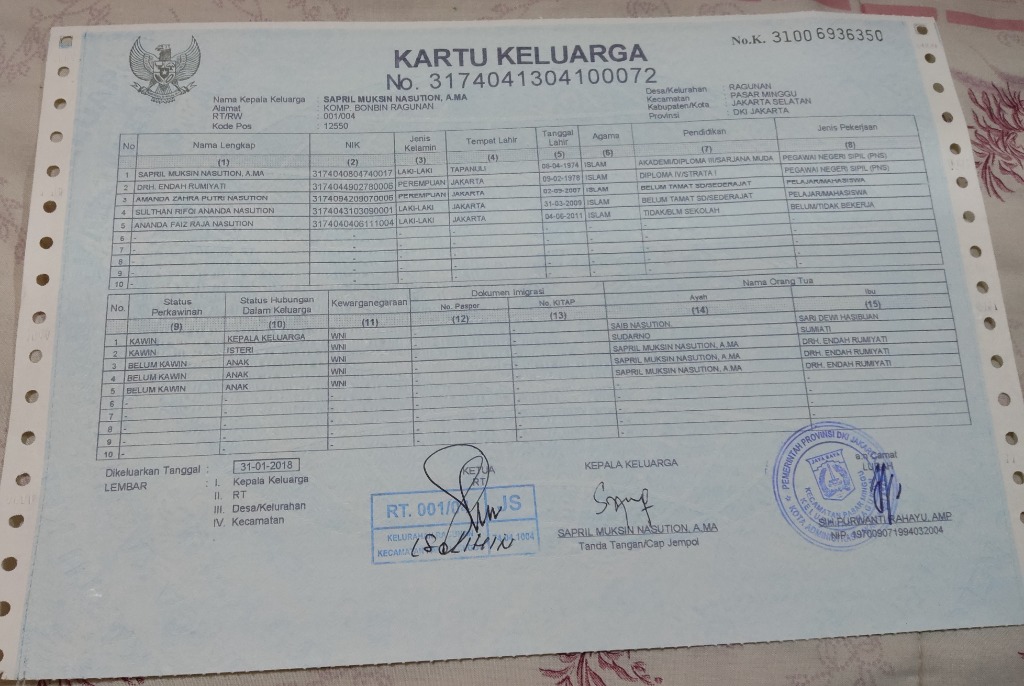 No.K. 3100 6936350
KARTU KELUARGA
No. 3174041304100072
Nama Kepala Keluarga : SAPRIL MUKSIN NASUTION, A.MA
Alamat : KOMP. BONBIN RAGUNAN
RT/RW : 001/004
Kode Pos : 12550
Desa/Kelurahan : RAGUNAN
Kecamatan : PASAR MINGGU
Kabupaten/Kota : JAKARTA SELATAN
Provinsi : DKI JAKARTA
No Nama Lengkap NIK Jenis Kelamin Tempat Lahir Tanggal Lahir Agama Pendidikan Jenis Pekerjaan
(1) (2) (3) (4) (5) (6) (7) (8)
1 SAPRIL MUKSIN NASUTION, A.MA 3174040804740017 LAKI-LAKI TAPANULI 08-04-1974 ISLAM AKADEMI/DIPLOMA III/SARJANA MUDA PEGAWAI NEGERI SIPIL (PNS)
2 DRH. ENDAH RUMIYATI 3174044902780006 PEREMPUAN JAKARTA 09-02-1978 ISLAM DIPLOMA IV/STRATA I PEGAWAI NEGERI SIPIL (PNS)
3 AMANDA ZAHRA PUTRI NASUTION 3174094209070006 PEREMPUAN JAKARTA 02-09-2007 ISLAM BELUM TAMAT SD/SEDERAJAT PELAJAR/MAHASISWA
4 SULTHAN RIFQI ANANDA NASUTION 3174043103090001 LAKI-LAKI JAKARTA 31-03-2009 ISLAM BELUM TAMAT SD/SEDERAJAT PELAJAR/MAHASISWA
5 ANANDA FAIZ RAJA NASUTION 3174040406111004 LAKI-LAKI JAKARTA 04-06-2011 ISLAM TIDAK/BLM SEKOLAH BELUM/TIDAK BEKERJA
6 - - - - - - - -
7 - - - - - - - -
8 - - - - - - - -
9 - - - - - - - -
10 - - - - - - - -
No. Status Perkawinan Status Hubungan Dalam Keluarga Kewarganegaraan Dokumen Imigrasi Nama Orang Tua
No. Paspor No. KITAP Ayah Ibu
(9) (10) (11) (12) (13) (14) (15)
1 KAWIN KEPALA KELUARGA WNI - - SAIB NASUTION SARI DEWI HASIBUAN
2 KAWIN ISTERI WNI - - SUDARNO SUMIATI
3 BELUM KAWIN ANAK WNI - - SAPRIL MUKSIN NASUTION, A.MA DRH. ENDAH RUMIYATI
4 BELUM KAWIN ANAK WNI - - SAPRIL MUKSIN NASUTION, A.MA DRH. ENDAH RUMIYATI
5 BELUM KAWIN ANAK WNI - - SAPRIL MUKSIN NASUTION, A.MA DRH. ENDAH RUMIYATI
6 - - - - - - -
7 - - - - - - -
8 - - - - - - -
9 - - - - - - -
10 - - - - - - -
Dikeluarkan Tanggal : 31-01-2018
LEMBAR : I. Kepala Keluarga
II. RT
III. Desa/Kelurahan
IV. Kecamatan
KETUA RT
RT. 001/0 JS
KELURAHAN
KECAMATAN
SOLIHIN
KEPALA KELUARGA
SAPRIL MUKSIN NASUTION, A.MA
Tanda Tangan/Cap Jempol
a.n Camat
PEMERINTAH PROVINSI DKI JAKARTA
JAYA RAYA
KECAMATAN PASAR MINGGU
KOTA ADMINISTRASI
PURWANTI RAHAYU, AMP
NIP. 197009071994032004